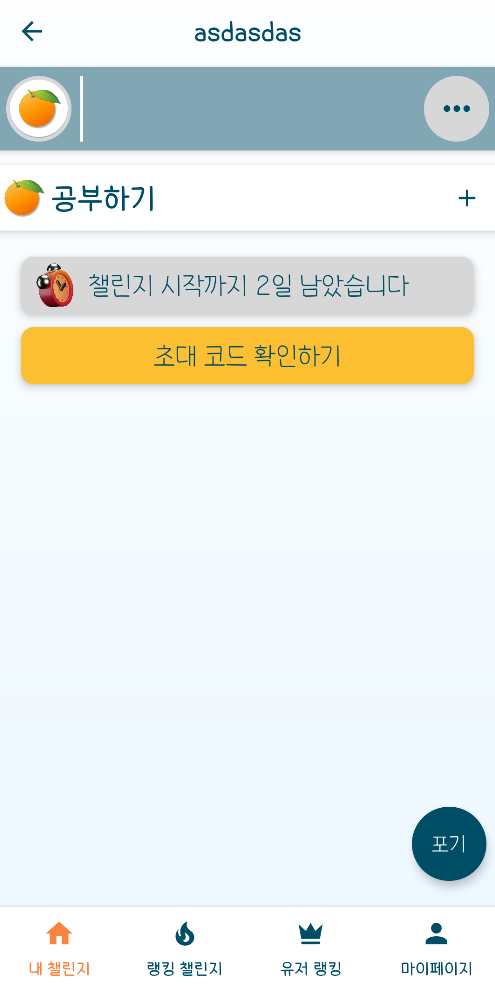 asdasdas
공부하기
챌린지 시작까지 2일 남았습니다
초대 코드 확인하기
포기
내 챌린지
랭킹 챌린지
유저 랭킹
마이페이지